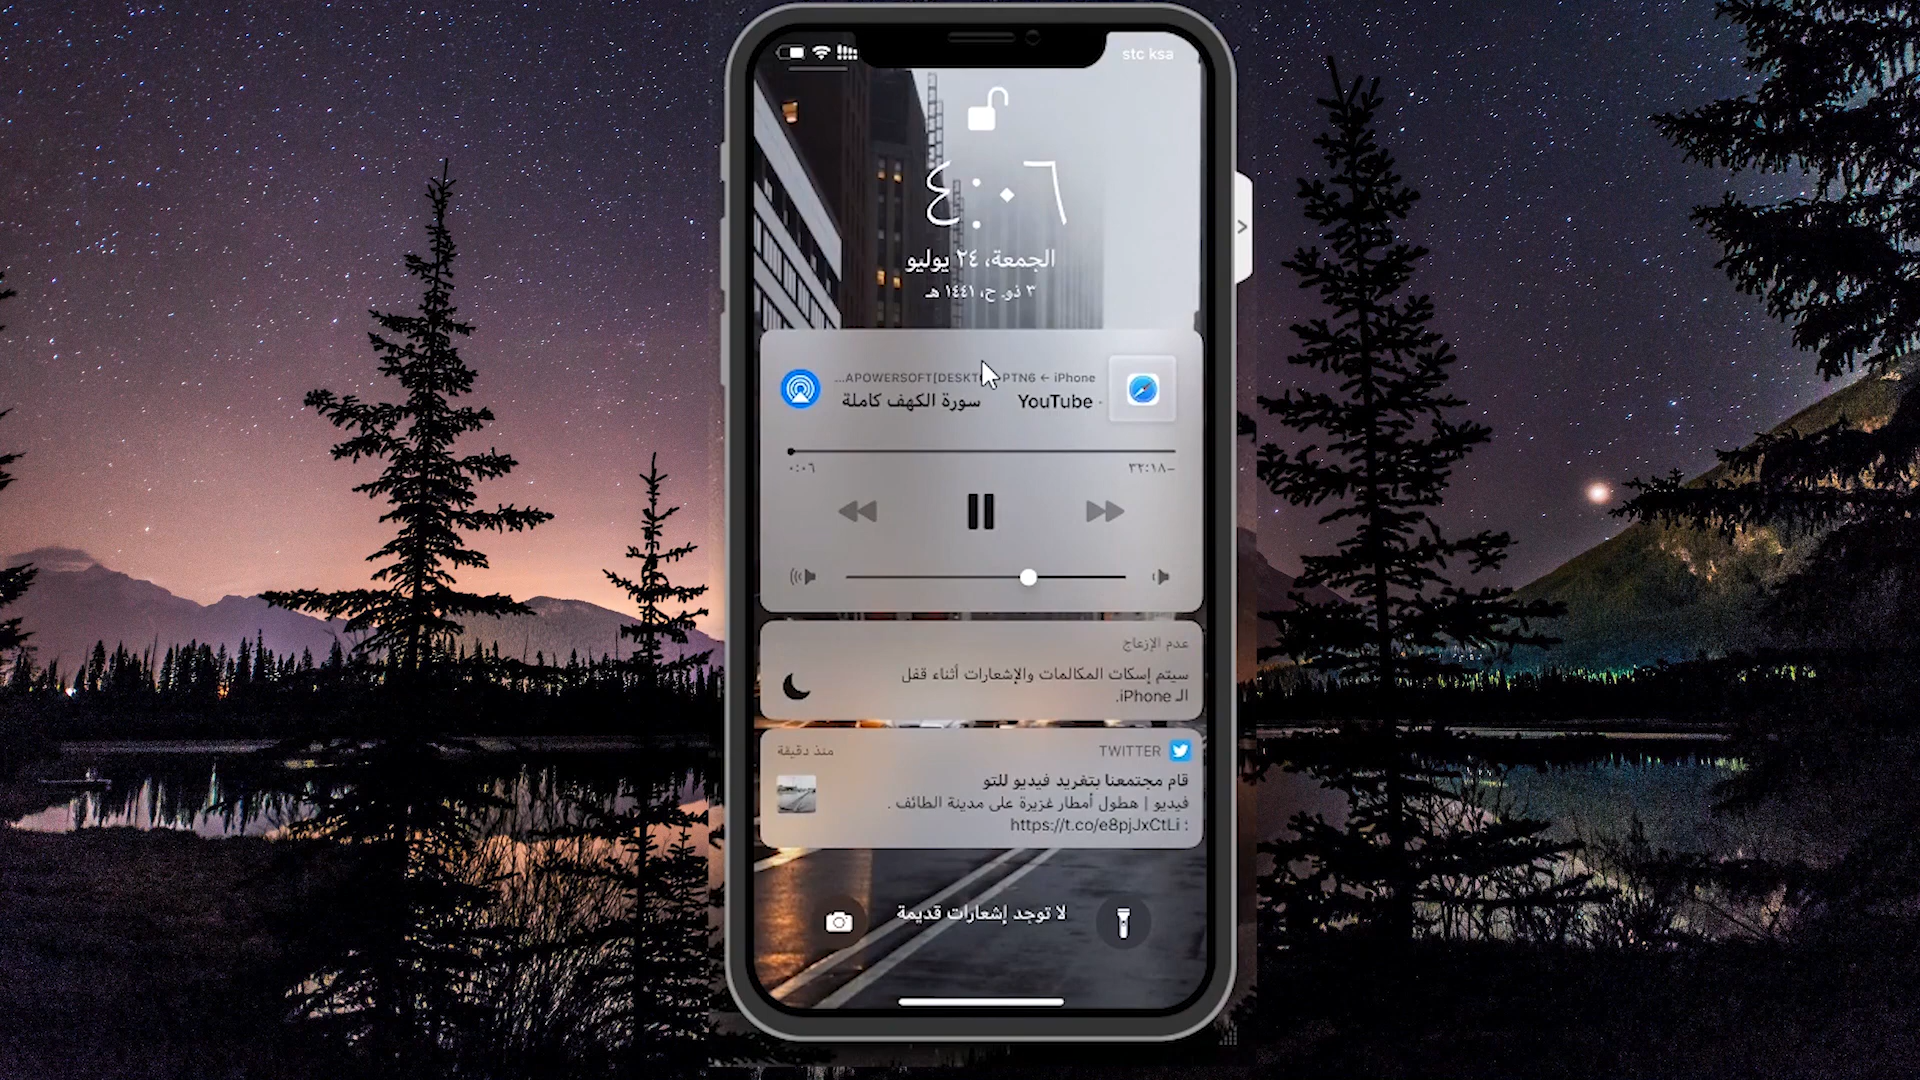 stc ksa
٤:٠٦
الجمعة، ٢٤ يوليو
٣ ذو. ح، ١٤٤١ هـ
iPhone → PTN6 APOWERSOFT[DESKT...
YouTube - سورة الكهف كاملة
٠:٠٦
−٣٢:١٨
عدم الإزعاج
سيتم إسكات المكالمات والإشعارات أثناء قفل
الـ iPhone.
TWITTER
منذ دقيقة
قام مجتمعنا بتغريد فيديو للتو
فيديو | هطول أمطار غزيرة على مدينة الطائف .
: https://t.co/e8pjJxCtLi
لا توجد إشعارات قديمة